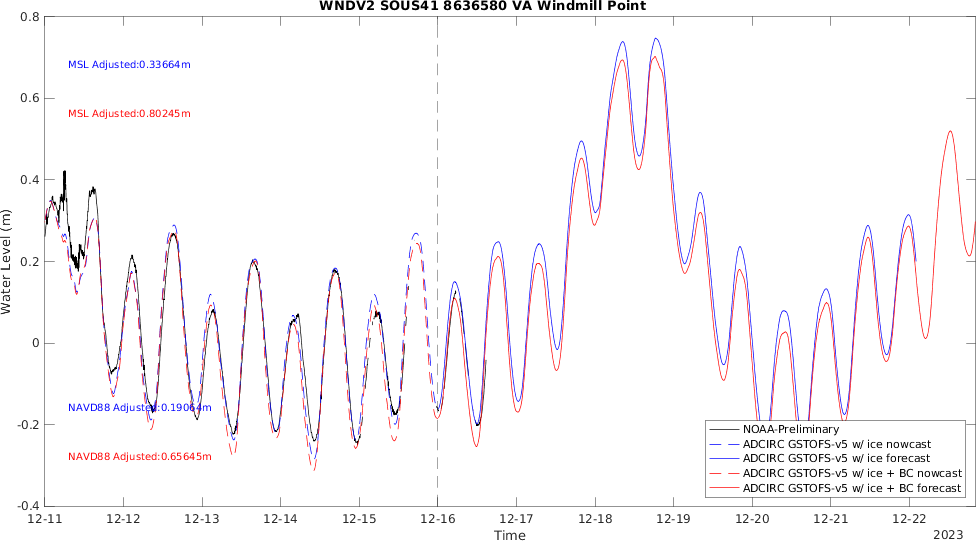 WNDV2 SOUS41 8636580 VA Windmill Point
0.8
0.6
0.4
0.2
0
-0.2
-0.4
Water Level (m)
MSL Adjusted:0.33664m
MSL Adjusted:0.80245m
NAVD88 Adjusted:0.19064m
NAVD88 Adjusted:0.65645m
NOAA-Preliminary
ADCIRC GSTOFS-v5 w/ ice nowcast
ADCIRC GSTOFS-v5 w/ ice forecast
ADCIRC GSTOFS-v5 w/ ice + BC nowcast
ADCIRC GSTOFS-v5 w/ ice + BC forecast
12-11 12-12 12-13 12-14 12-15 12-16 12-17 12-18 12-19 12-20 12-21 12-22
Time
2023